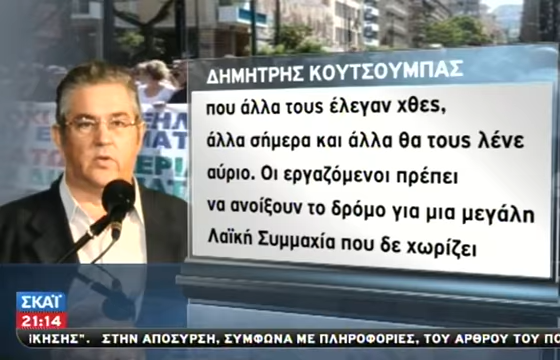 ΔΗΜΗΤΡΗΣ ΚΟΥΤΣΟΥΜΠΑΣ
που άλλα τους έλεγαν χθες,
άλλα σήμερα και άλλα θα τους λένε
αύριο. Οι εργαζόμενοι πρέπει
να ανοίξουν το δρόμο για μια μεγάλη
Λαϊκή Συμμαχία που δε χωρίζει
ΣΚΑΪ
21:14
ΙΚΗΣΗΣ". ΣΤΗΝ ΑΠΟΣΥΡΣΗ, ΣΥΜΦΩΝΑ ΜΕ ΠΛΗΡΟΦΟΡΙΕΣ, ΤΟΥ ΑΡΘΡΟΥ ΤΟΥ ΠΟ